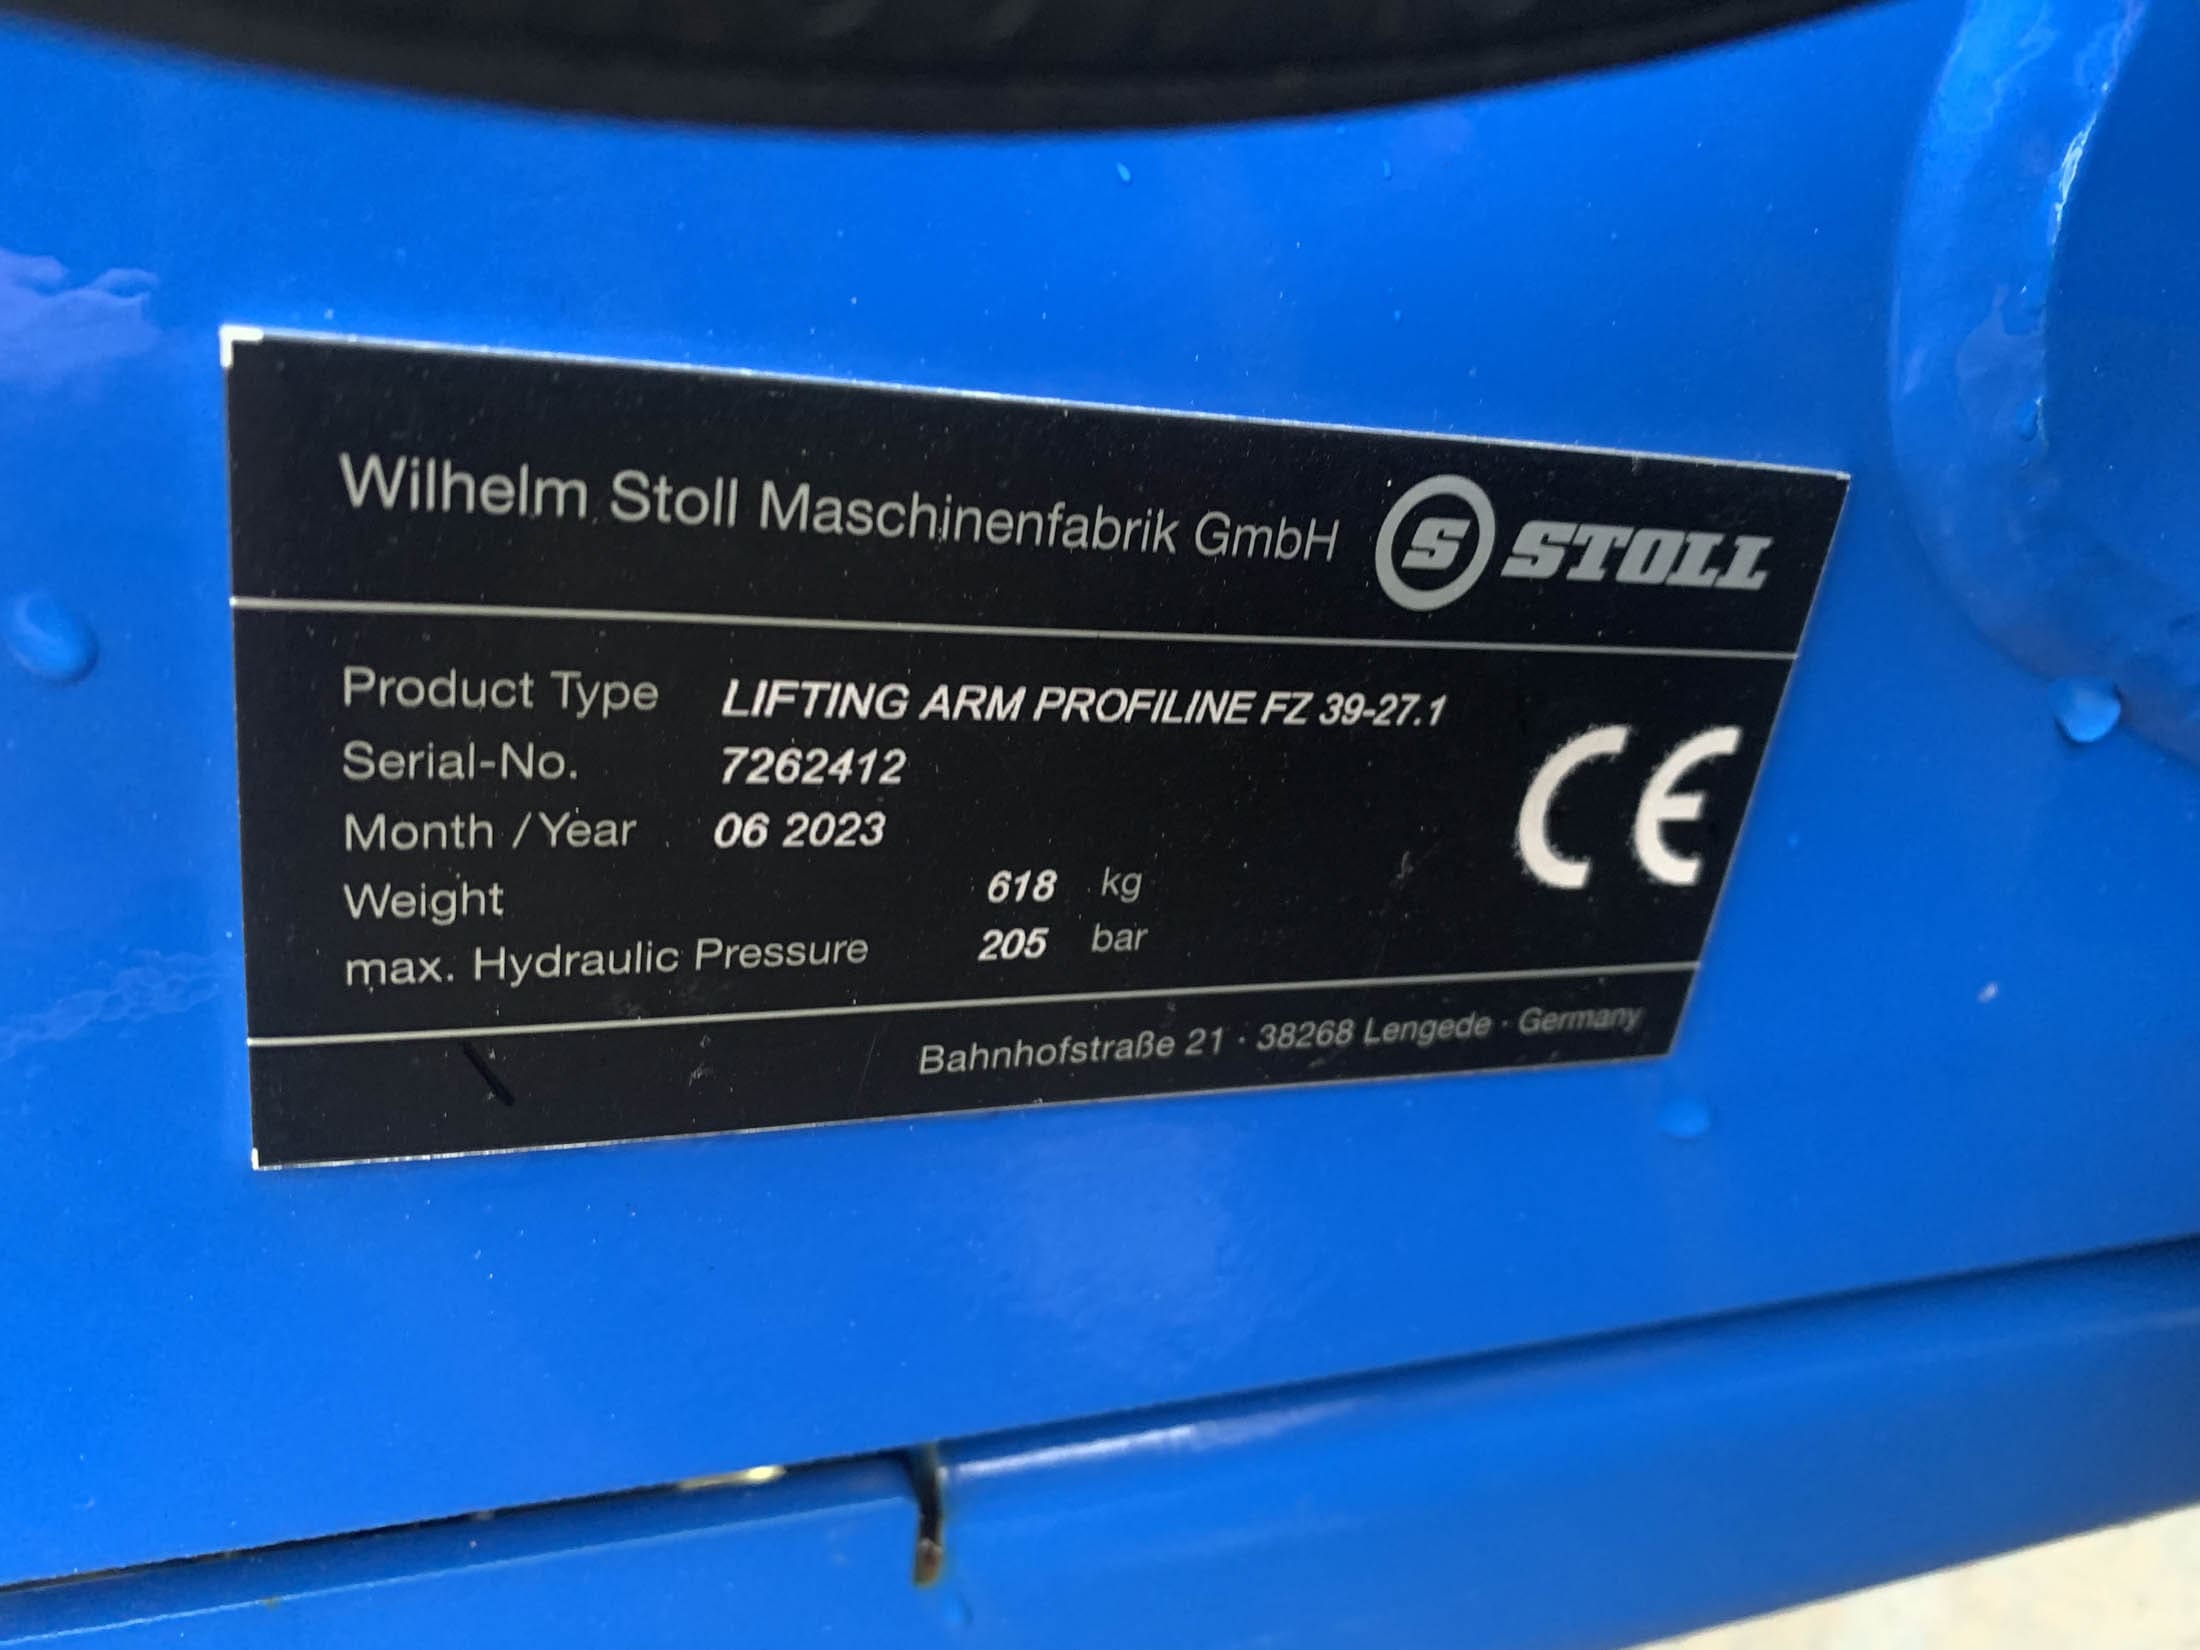 Wilhelm Stoll Maschinenfabrik GmbH S STOLL
Product Type LIFTING ARM PROFILINE FZ 39-27.1
Serial-No. 7262412
Month / Year 06 2023
Weight 618 kg
max. Hydraulic Pressure 205 bar
CE
Bahnhofstraße 21 · 38268 Lengede · Germany